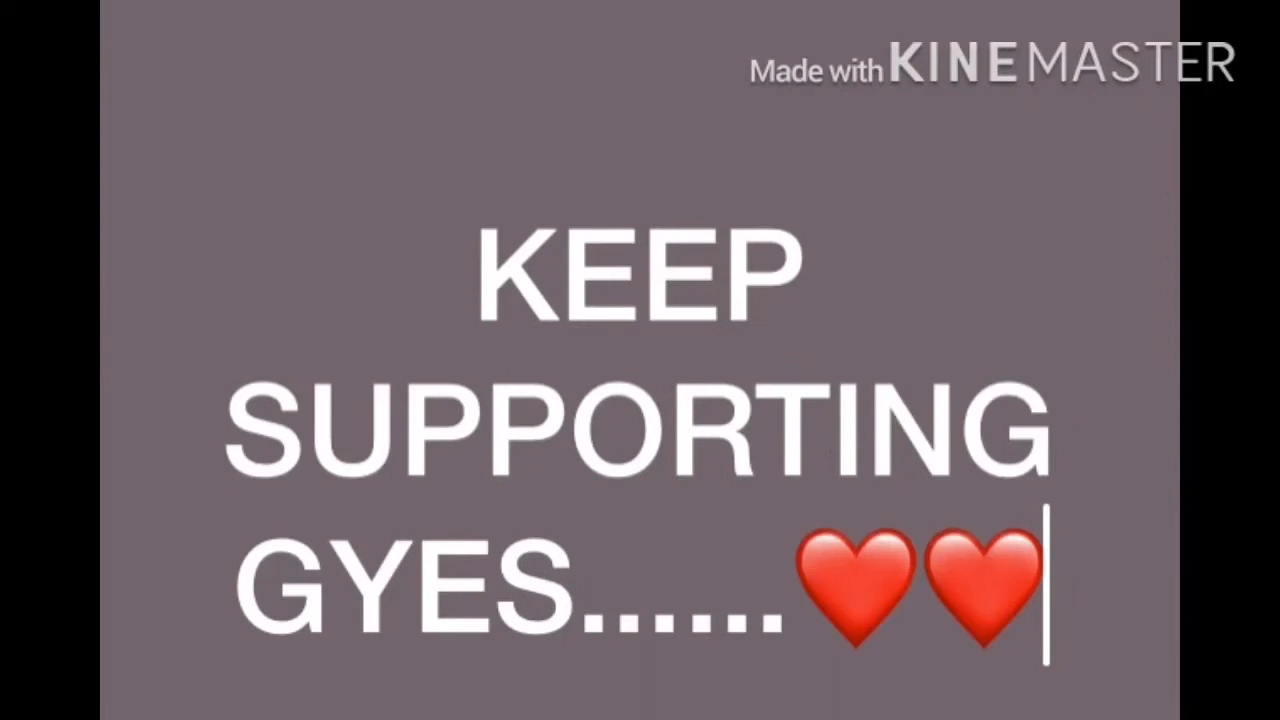 Made with KINEMASTER
KEEP
SUPPORTING
GYES......❤️❤️